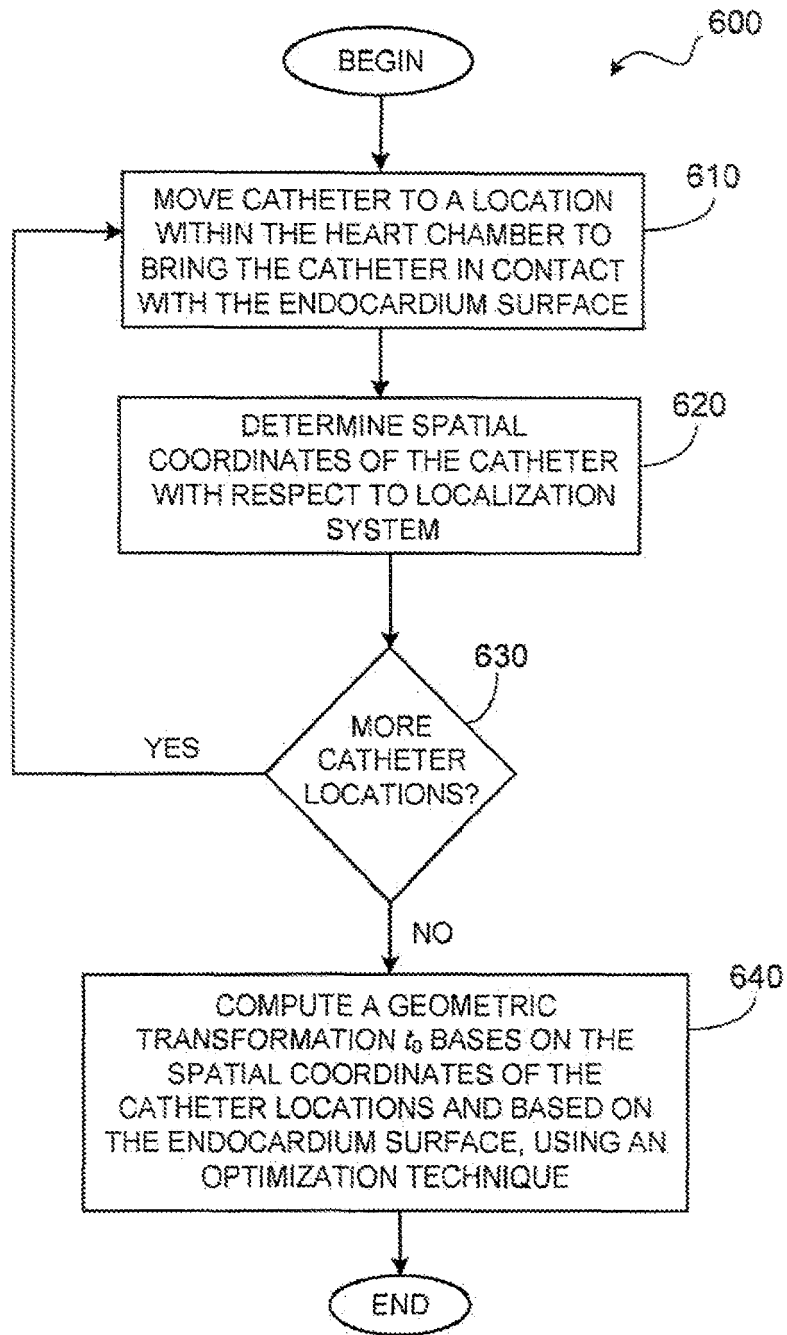 600
BEGIN
610
MOVE CATHETER TO A LOCATION
WITHIN THE HEART CHAMBER TO
BRING THE CATHETER IN CONTACT
WITH THE ENDOCARDIUM SURFACE
620
DETERMINE SPATIAL
COORDINATES OF THE CATHETER
WITH RESPECT TO LOCALIZATION
SYSTEM
630
MORE
CATHETER
LOCATIONS?
YES
NO
640
COMPUTE A GEOMETRIC
TRANSFORMATION t₀ BASES ON THE
SPATIAL COORDINATES OF THE
CATHETER LOCATIONS AND BASED ON
THE ENDOCARDIUM SURFACE, USING AN
OPTIMIZATION TECHNIQUE
END